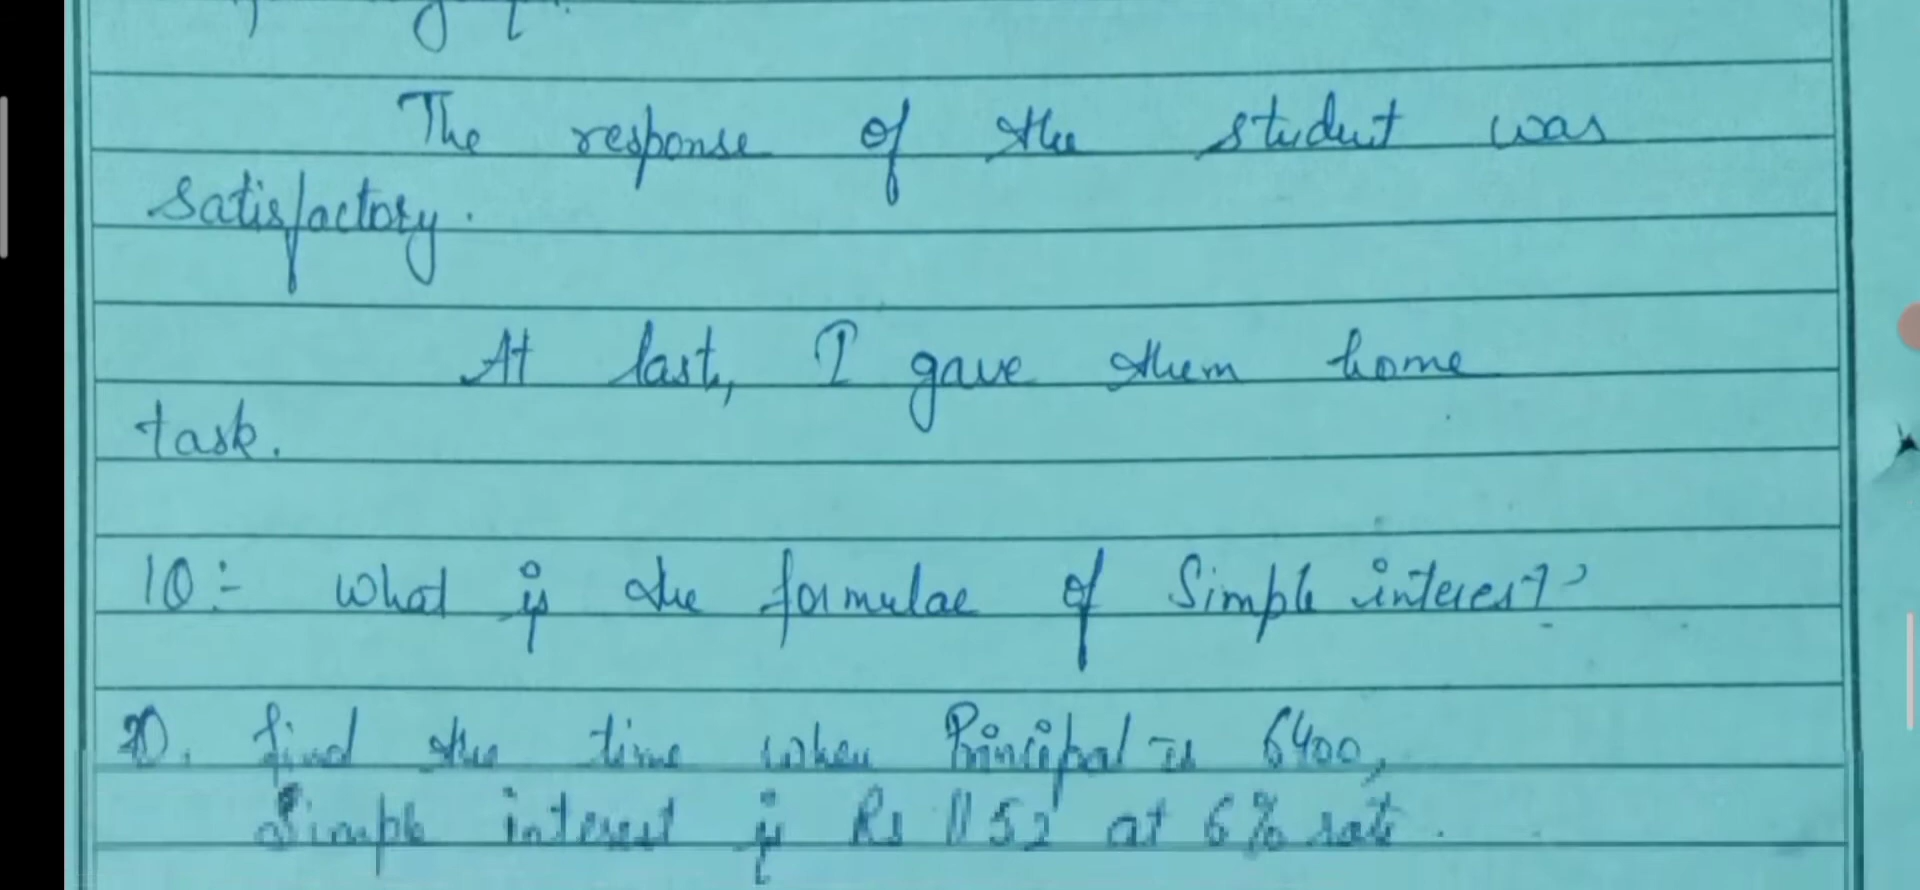 The response of the student was
satisfactory.
At last, I gave them home
task.
1Q:- What is the formulae of Simple interest?
2Q. find the time when Principal is 6400,
Simple interest is Rs 1152 at 6% rate.